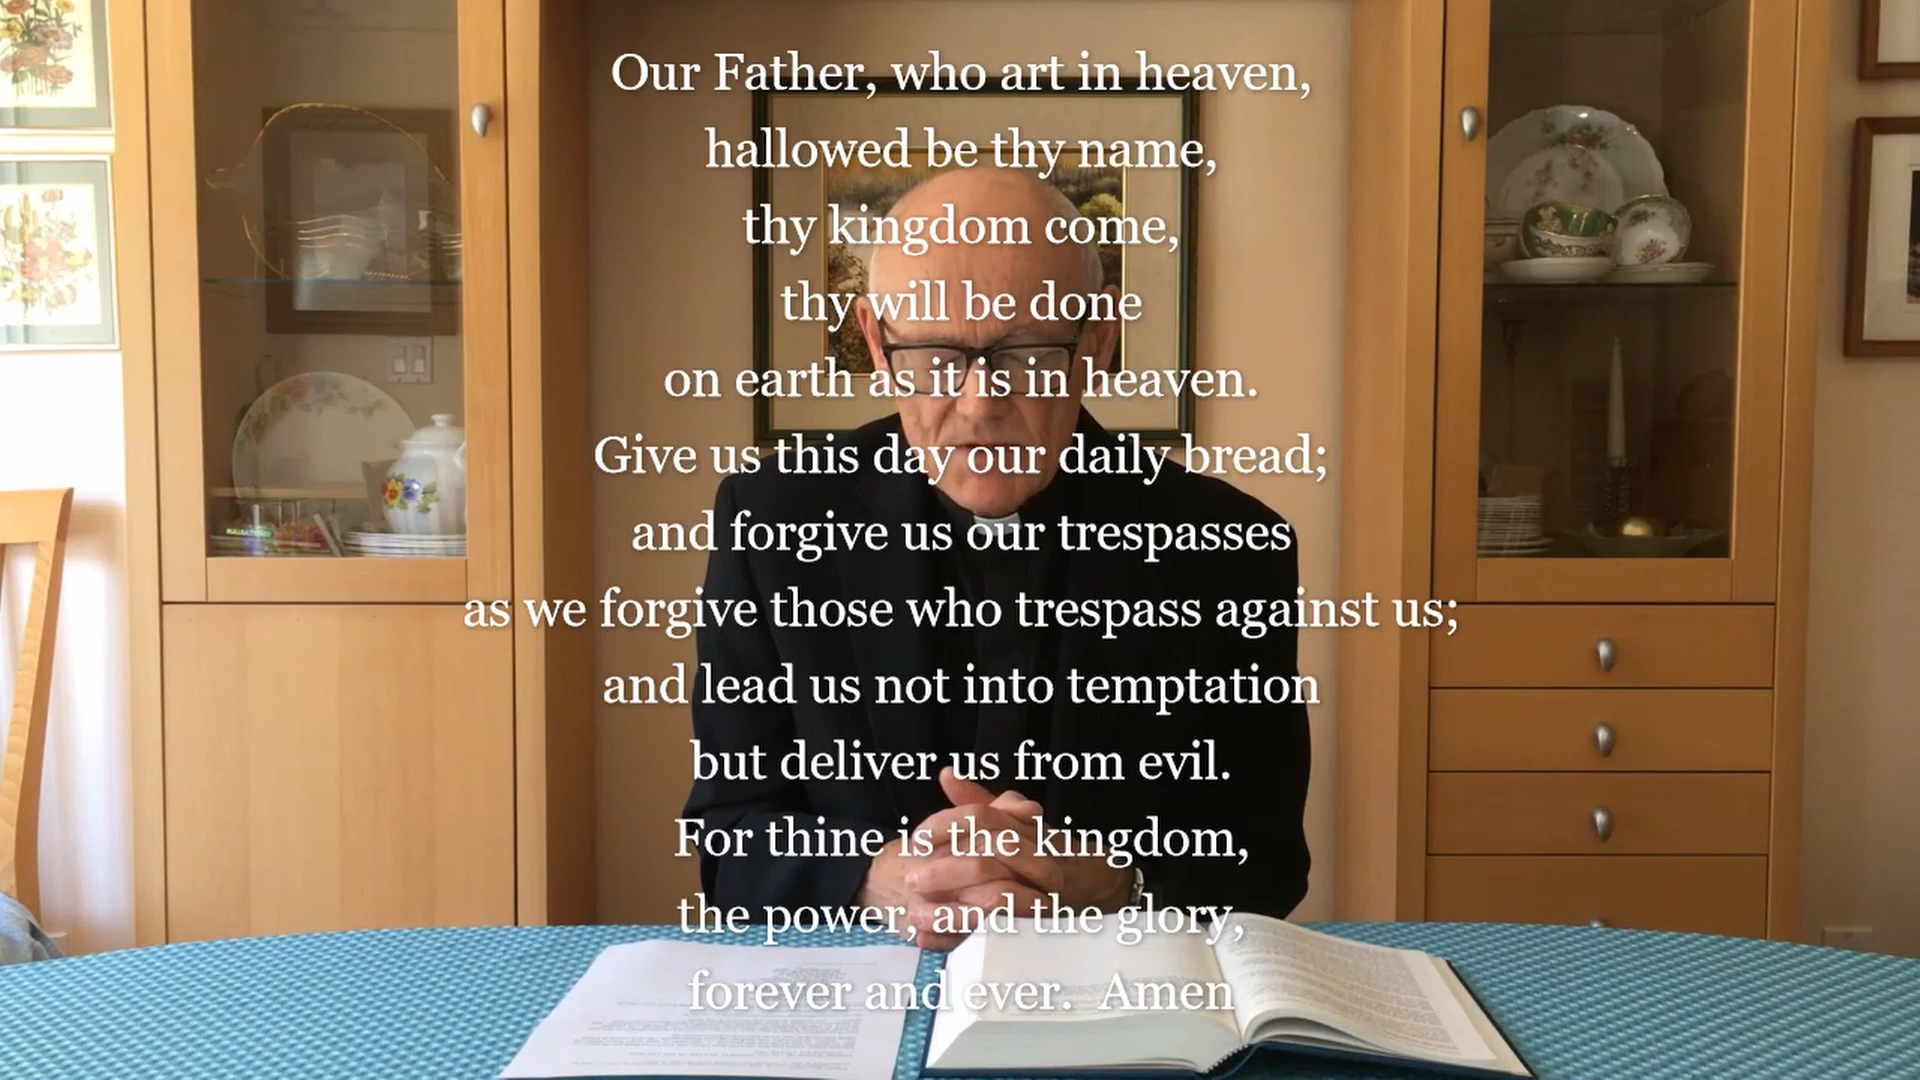 Our Father, who art in heaven,
hallowed be thy name,
thy kingdom come,
thy will be done
on earth as it is in heaven.
Give us this day our daily bread;
and forgive us our trespasses
as we forgive those who trespass against us;
and lead us not into temptation
but deliver us from evil.
For thine is the kingdom,
the power, and the glory,
forever and ever.  Amen